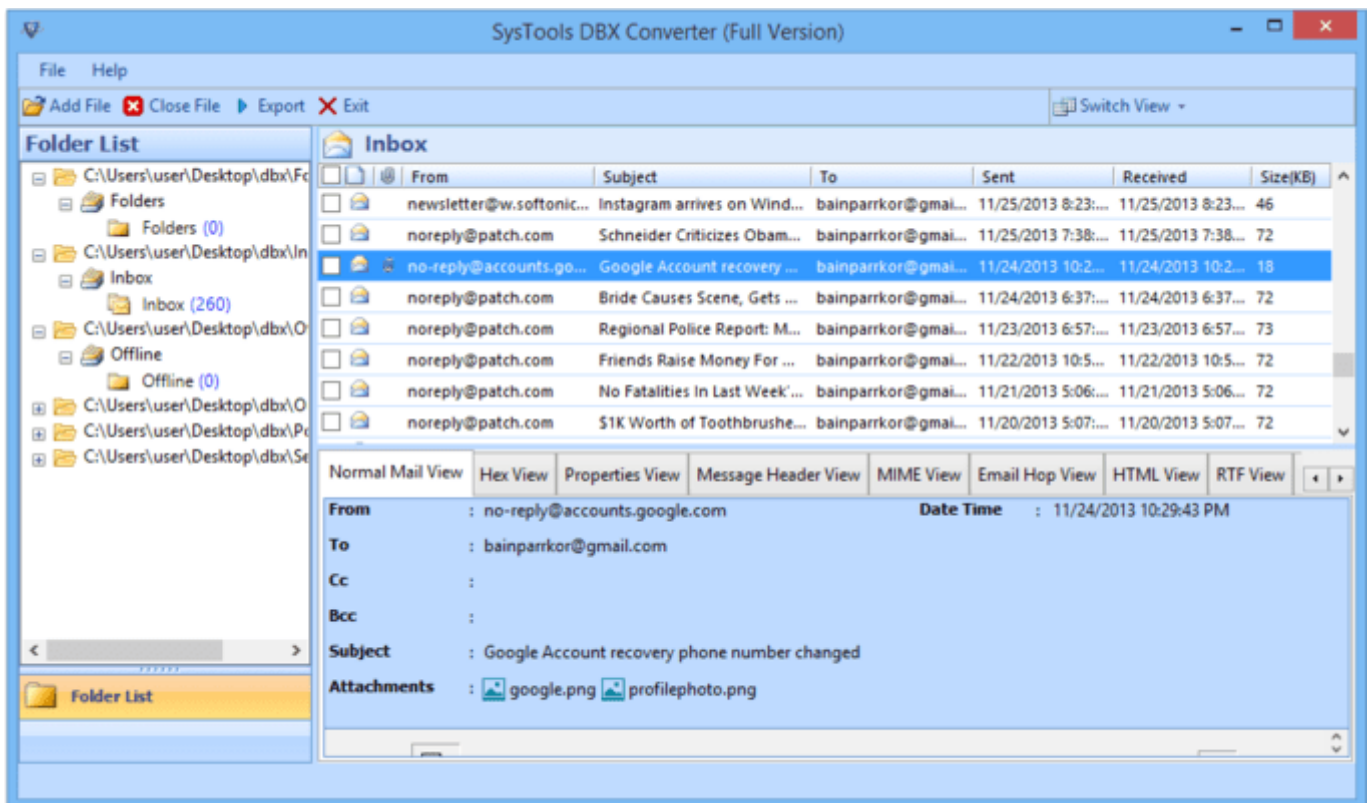 SysTools DBX Converter (Full Version)
File Help
Add File Close File Export Exit Switch View
Folder List
C:\Users\user\Desktop\dbx\Fo
Folders
Folders (0)
C:\Users\user\Desktop\dbx\In
Inbox
Inbox (260)
C:\Users\user\Desktop\dbx\O
Offline
Offline (0)
C:\Users\user\Desktop\dbx\O
C:\Users\user\Desktop\dbx\Po
C:\Users\user\Desktop\dbx\Se
Folder List
Inbox
From Subject To Sent Received Size(KB)
newsletter@w.softonic... Instagram arrives on Wind... bainparrkor@gmai... 11/25/2013 8:23:... 11/25/2013 8:23... 46
noreply@patch.com Schneider Criticizes Obam... bainparrkor@gmai... 11/25/2013 7:38:... 11/25/2013 7:38... 72
no-reply@accounts.go... Google Account recovery ... bainparrkor@gmai... 11/24/2013 10:2... 11/24/2013 10:2... 18
noreply@patch.com Bride Causes Scene, Gets ... bainparrkor@gmai... 11/24/2013 6:37:... 11/24/2013 6:37... 72
noreply@patch.com Regional Police Report: M... bainparrkor@gmai... 11/23/2013 6:57:... 11/23/2013 6:57... 73
noreply@patch.com Friends Raise Money For ... bainparrkor@gmai... 11/22/2013 10:5... 11/22/2013 10:5... 72
noreply@patch.com No Fatalities In Last Week'... bainparrkor@gmai... 11/21/2013 5:06:... 11/21/2013 5:06... 72
noreply@patch.com $1K Worth of Toothbrushe... bainparrkor@gmai... 11/20/2013 5:07:... 11/20/2013 5:07... 72
Normal Mail View Hex View Properties View Message Header View MIME View Email Hop View HTML View RTF View
From : no-reply@accounts.google.com Date Time : 11/24/2013 10:29:43 PM
To : bainparrkor@gmail.com
Cc :
Bcc :
Subject : Google Account recovery phone number changed
Attachments : google.png profilephoto.png